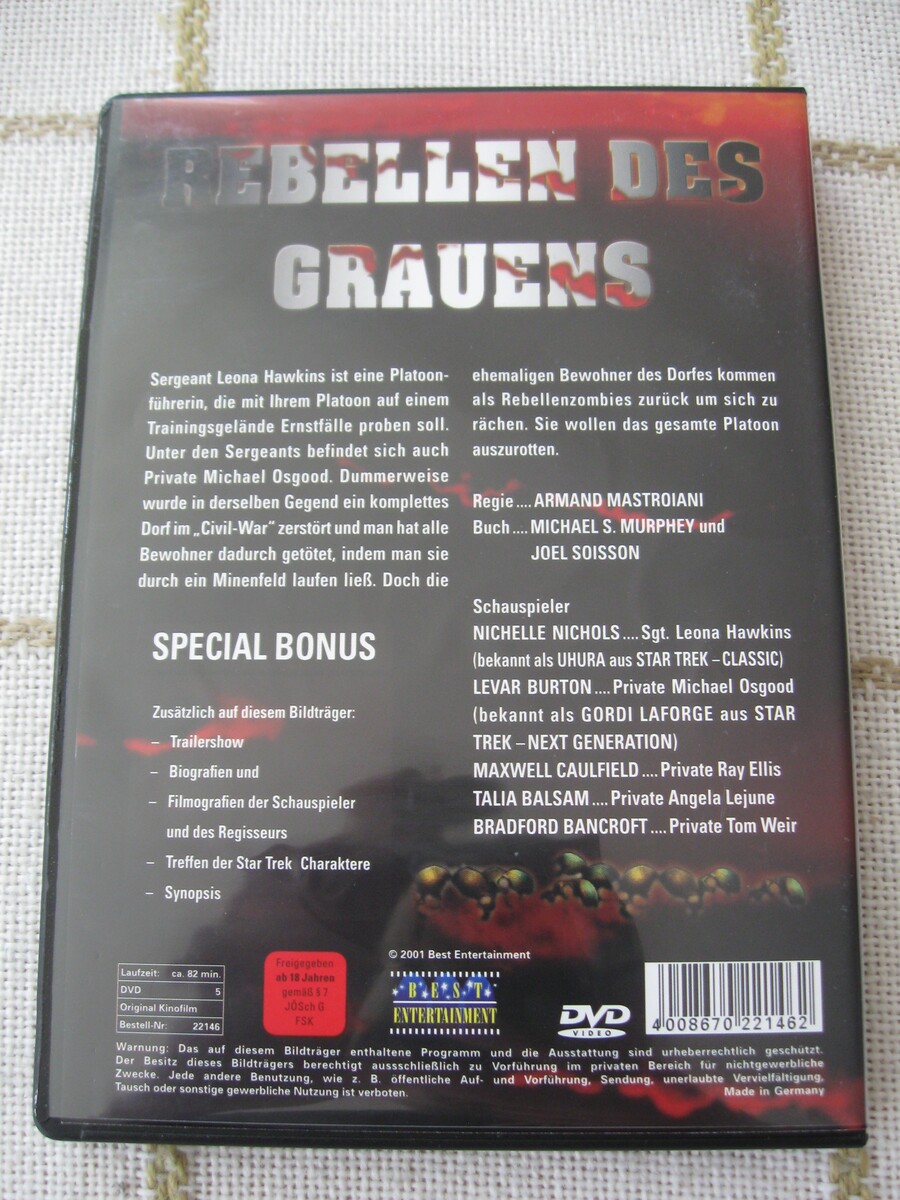 REBELLEN DES
GRAUENS
Sergeant Leona Hawkins ist eine Platoon-
führerin, die mit Ihrem Platoon auf einem
Trainingsgelände Ernstfälle proben soll.
Unter den Sergeants befindet sich auch
Private Michael Osgood. Dummerweise
wurde in derselben Gegend ein komplettes
Dorf im „Civil-War“ zerstört und man hat alle
Bewohner dadurch getötet, indem man sie
durch ein Minenfeld laufen ließ. Doch die
ehemaligen Bewohner des Dorfes kommen
als Rebellenzombies zurück um sich zu
rächen. Sie wollen das gesamte Platoon
auszurotten.
Regie .... ARMAND MASTROIANI
Buch .... MICHAEL S. MURPHEY und
JOEL SOISSON
Schauspieler
NICHELLE NICHOLS .... Sgt. Leona Hawkins
(bekannt als UHURA aus STAR TREK – CLASSIC)
LEVAR BURTON .... Private Michael Osgood
(bekannt als GORDI LAFORGE aus STAR
TREK – NEXT GENERATION)
MAXWELL CAULFIELD .... Private Ray Ellis
TALIA BALSAM .... Private Angela Lejune
BRADFORD BANCROFT .... Private Tom Weir
SPECIAL BONUS
Zusätzlich auf diesem Bildträger:
– Trailershow
– Biografien und
– Filmografien der Schauspieler
und des Regisseurs
– Treffen der Star Trek Charaktere
– Synopsis
Laufzeit: ca. 82 min.
DVD 5
Original Kinofilm
Bestell-Nr: 22146
Freigegeben
ab 18 Jahren
gemäß § 7
JÖSch G
FSK
© 2001 Best Entertainment
BEST
ENTERTAINMENT
DVD
VIDEO
4 008670 221462
Warnung: Das auf diesem Bildträger enthaltene Programm und die Ausstattung sind urheberrechtlich geschützt.
Der Besitz dieses Bildträgers berechtigt aussschließlich zu Vorführung im privaten Bereich für nichtgewerbliche
Zwecke. Jede andere Benutzung, wie z. B. öffentliche Auf- und Vorführung, Sendung, unerlaubte Vervielfältigung,
Tausch oder sonstige gewerbliche Nutzung ist verboten. Made in Germany